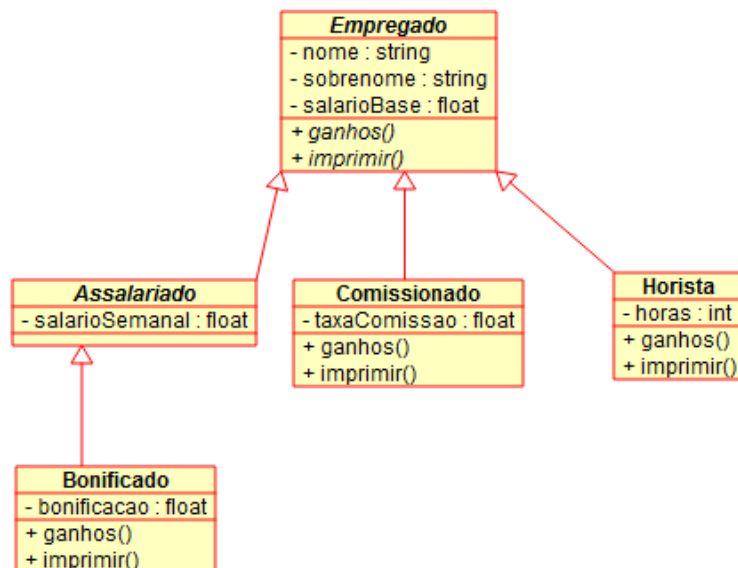 Empregado
- nome : string
- sobrenome : string
- salarioBase : float
+ ganhos()
+ imprimir()
Assalariado
- salarioSemanal : float
Comissionado
- taxaComissao : float
+ ganhos()
+ imprimir()
Horista
- horas : int
+ ganhos()
+ imprimir()
Bonificado
- bonificacao : float
+ ganhos()
+ imprimir()